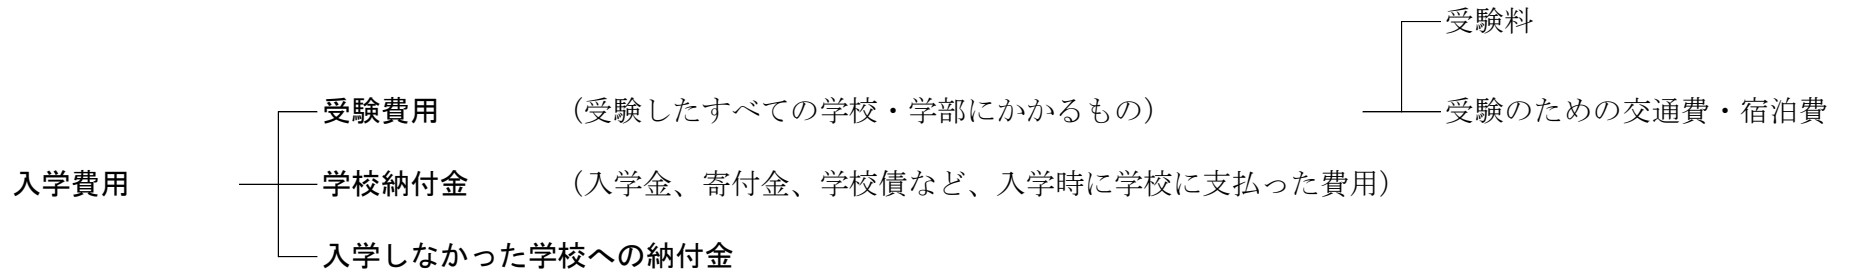 受験料
受験費用 （受験したすべての学校・学部にかかるもの） 受験のための交通費・宿泊費
入学費用 学校納付金 （入学金、寄付金、学校債など、入学時に学校に支払った費用）
入学しなかった学校への納付金